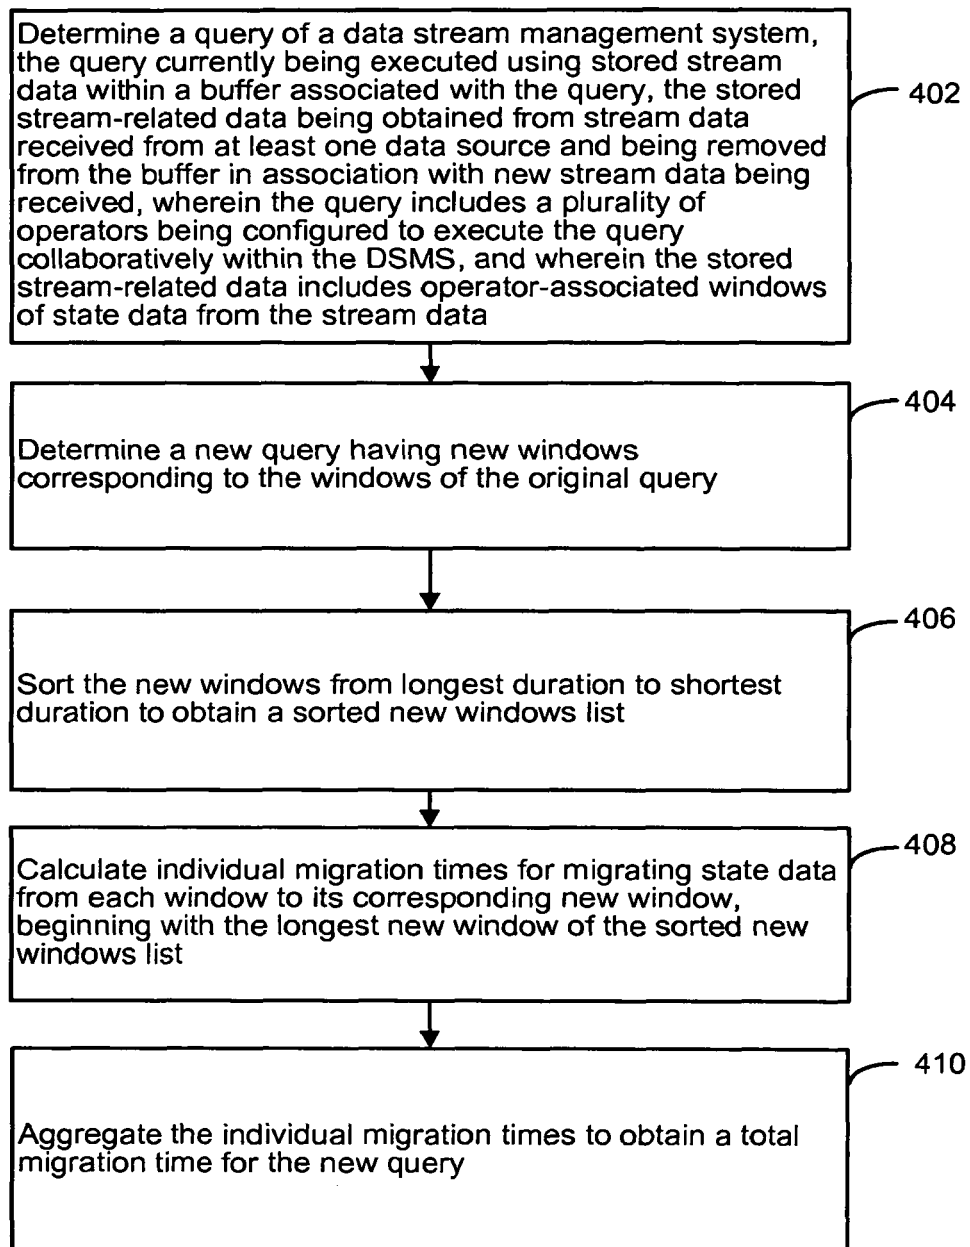 Determine a query of a data stream management system,
the query currently being executed using stored stream
data within a buffer associated with the query, the stored
stream-related data being obtained from stream data
received from at least one data source and being removed
from the buffer in association with new stream data being
received, wherein the query includes a plurality of
operators being configured to execute the query
collaboratively within the DSMS, and wherein the stored
stream-related data includes operator-associated windows
of state data from the stream data
402
Determine a new query having new windows
corresponding to the windows of the original query
404
Sort the new windows from longest duration to shortest
duration to obtain a sorted new windows list
406
Calculate individual migration times for migrating state data
from each window to its corresponding new window,
beginning with the longest new window of the sorted new
windows list
408
Aggregate the individual migration times to obtain a total
migration time for the new query
410